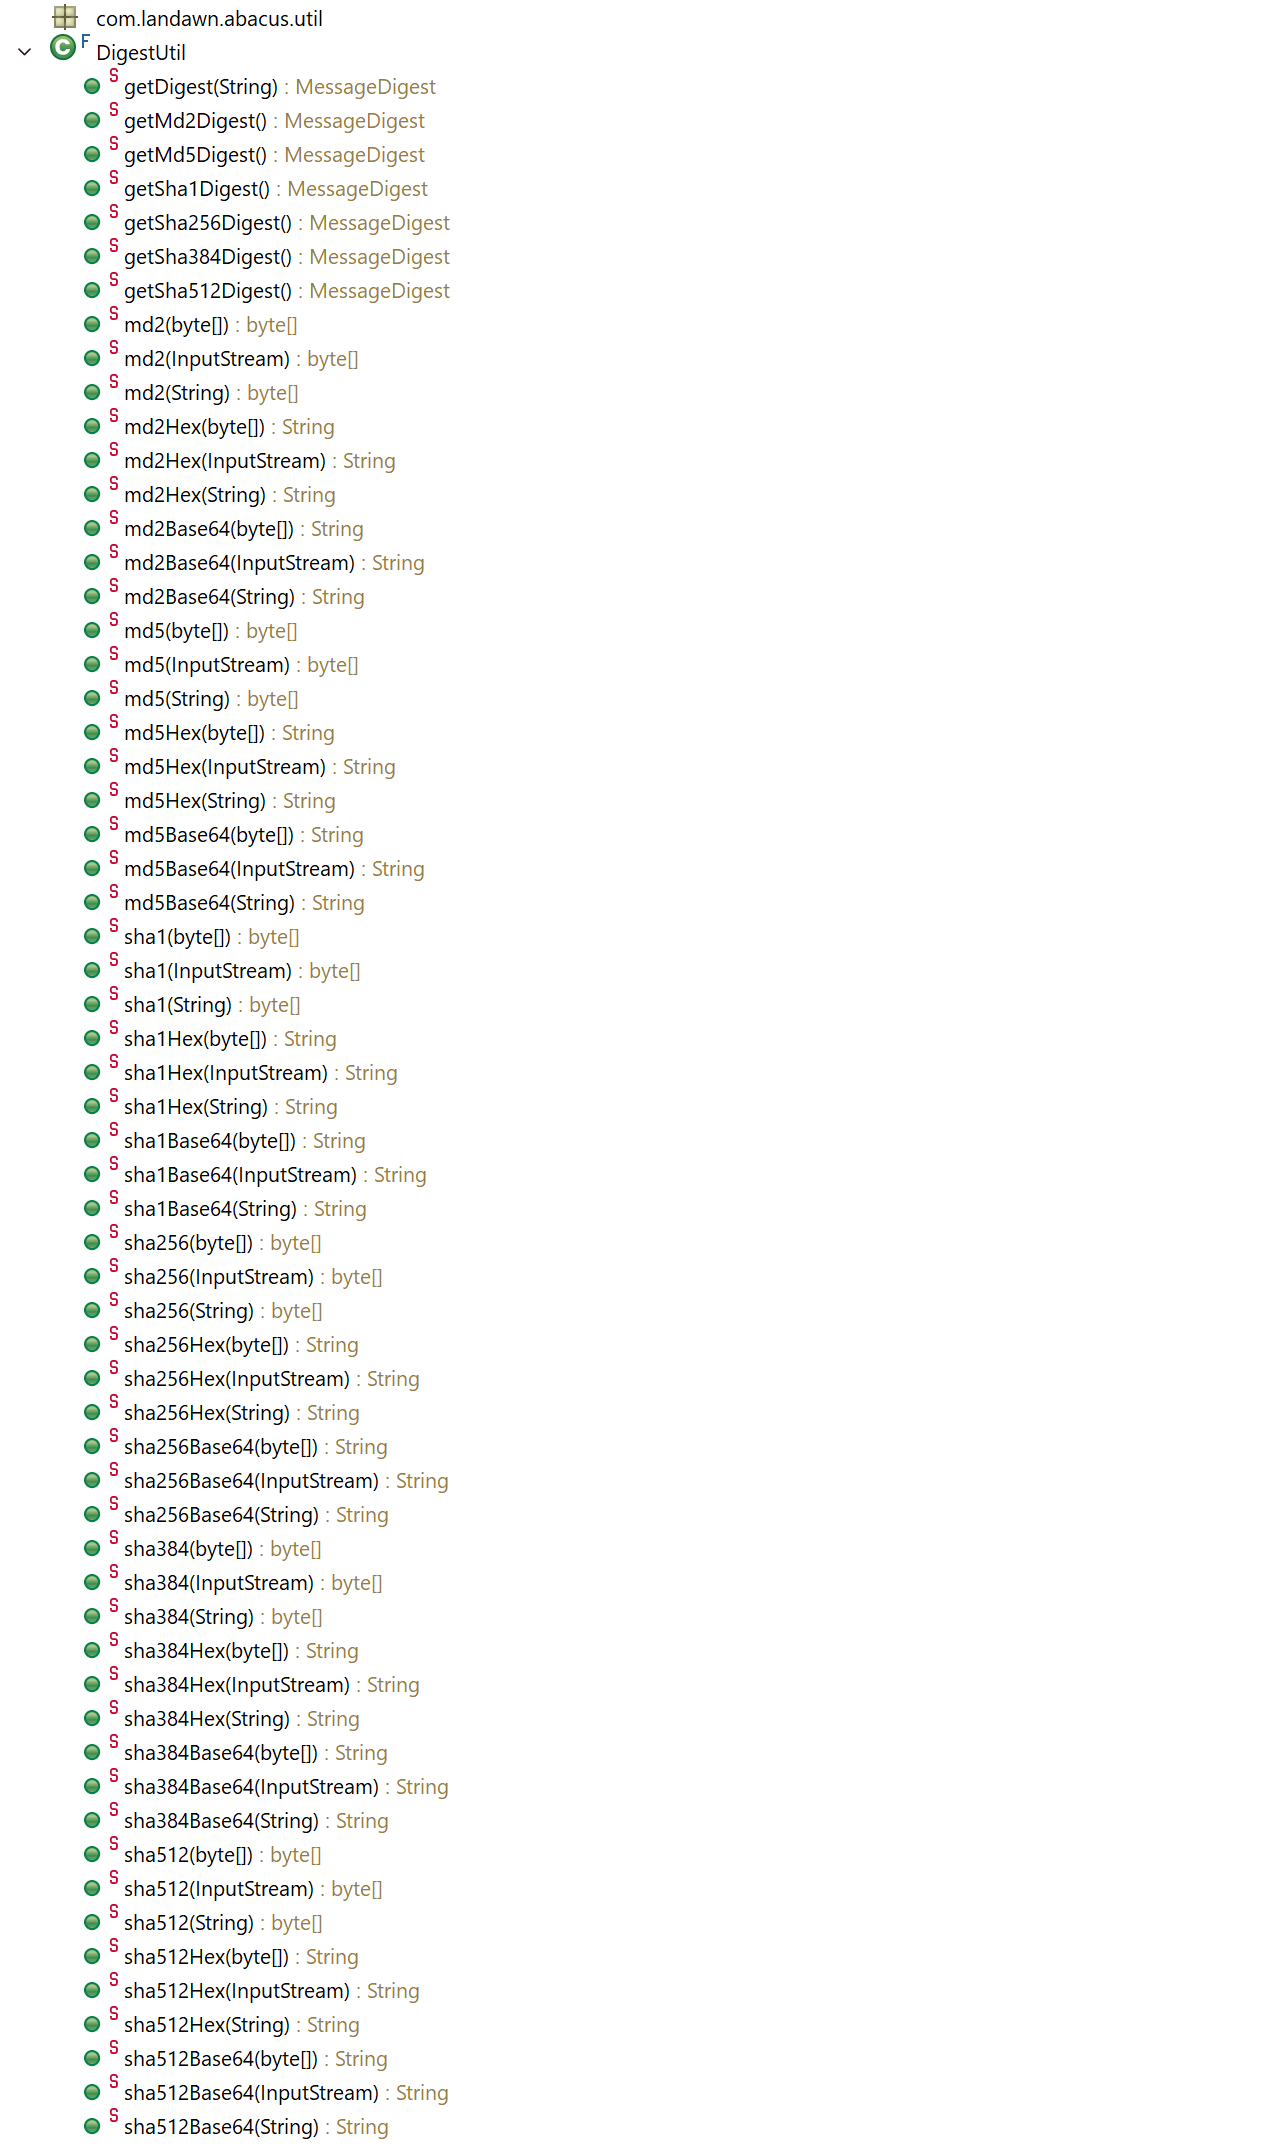 com.landawn.abacus.util
C F DigestUtil
S getDigest(String) : MessageDigest
S getMd2Digest() : MessageDigest
S getMd5Digest() : MessageDigest
S getSha1Digest() : MessageDigest
S getSha256Digest() : MessageDigest
S getSha384Digest() : MessageDigest
S getSha512Digest() : MessageDigest
S md2(byte[]) : byte[]
S md2(InputStream) : byte[]
S md2(String) : byte[]
S md2Hex(byte[]) : String
S md2Hex(InputStream) : String
S md2Hex(String) : String
S md2Base64(byte[]) : String
S md2Base64(InputStream) : String
S md2Base64(String) : String
S md5(byte[]) : byte[]
S md5(InputStream) : byte[]
S md5(String) : byte[]
S md5Hex(byte[]) : String
S md5Hex(InputStream) : String
S md5Hex(String) : String
S md5Base64(byte[]) : String
S md5Base64(InputStream) : String
S md5Base64(String) : String
S sha1(byte[]) : byte[]
S sha1(InputStream) : byte[]
S sha1(String) : byte[]
S sha1Hex(byte[]) : String
S sha1Hex(InputStream) : String
S sha1Hex(String) : String
S sha1Base64(byte[]) : String
S sha1Base64(InputStream) : String
S sha1Base64(String) : String
S sha256(byte[]) : byte[]
S sha256(InputStream) : byte[]
S sha256(String) : byte[]
S sha256Hex(byte[]) : String
S sha256Hex(InputStream) : String
S sha256Hex(String) : String
S sha256Base64(byte[]) : String
S sha256Base64(InputStream) : String
S sha256Base64(String) : String
S sha384(byte[]) : byte[]
S sha384(InputStream) : byte[]
S sha384(String) : byte[]
S sha384Hex(byte[]) : String
S sha384Hex(InputStream) : String
S sha384Hex(String) : String
S sha384Base64(byte[]) : String
S sha384Base64(InputStream) : String
S sha384Base64(String) : String
S sha512(byte[]) : byte[]
S sha512(InputStream) : byte[]
S sha512(String) : byte[]
S sha512Hex(byte[]) : String
S sha512Hex(InputStream) : String
S sha512Hex(String) : String
S sha512Base64(byte[]) : String
S sha512Base64(InputStream) : String
S sha512Base64(String) : String